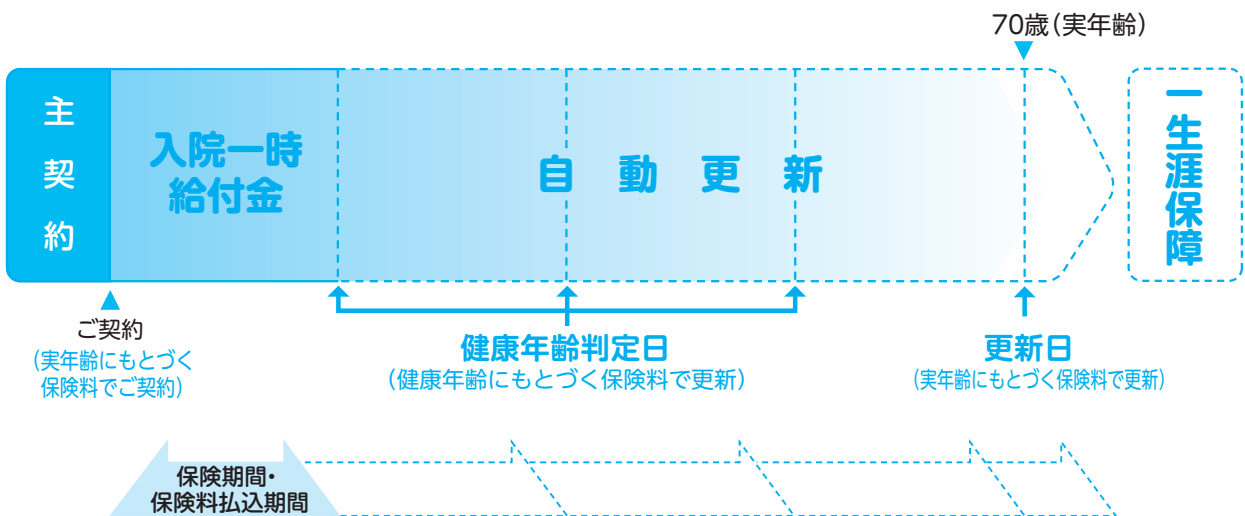 70歳(実年齢)
主契約
入院一時
給付金
自動更新
一生涯保障
ご契約
(実年齢にもとづく
保険料でご契約)
健康年齢判定日
(健康年齢にもとづく保険料で更新)
更新日
(実年齢にもとづく保険料で更新)
保険期間・
保険料払込期間